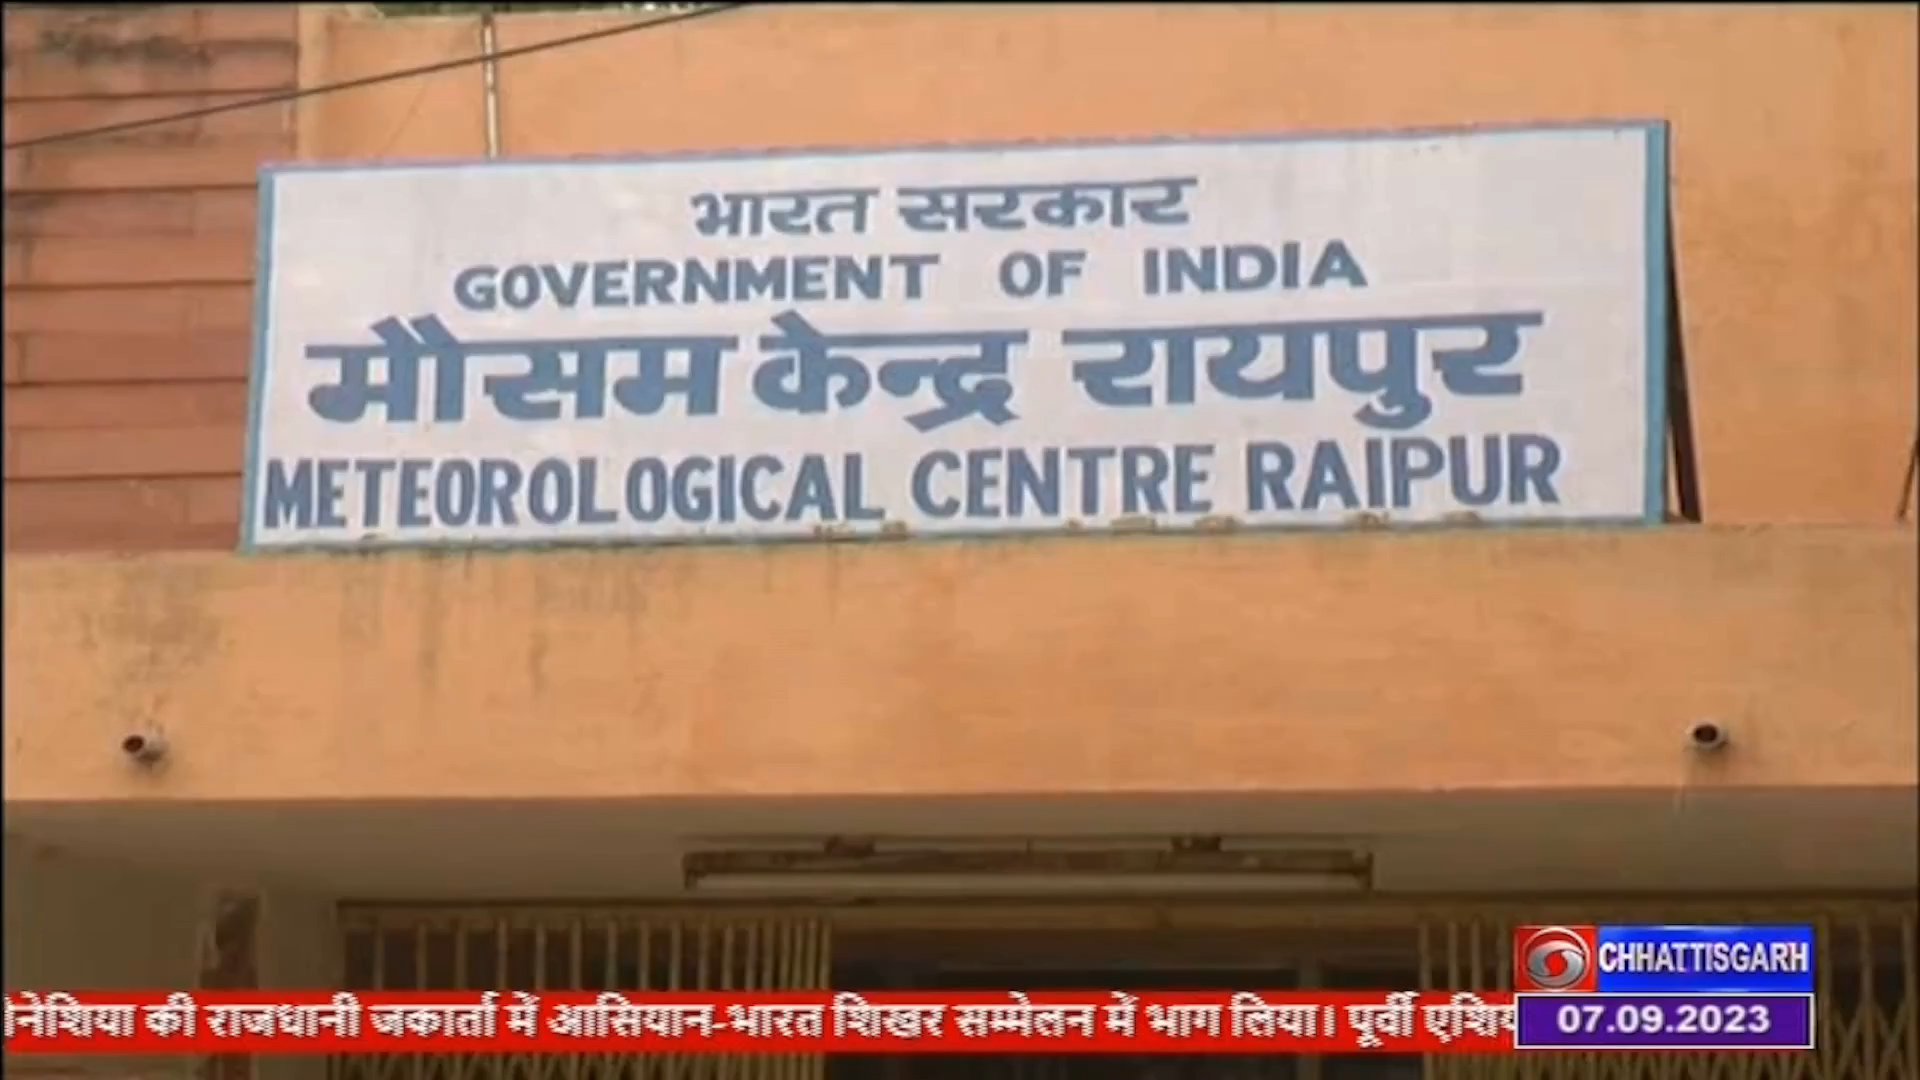 भारत सरकार
GOVERNMENT OF INDIA
मौसम केन्द्र रायपुर
METEOROLOGICAL CENTRE RAIPUR
CHHATTISGARH
की राजधानी जकार्ता में आसियान-भारत शिखर सम्मेलन में भाग लिया। पूर्वी
07.09.2023